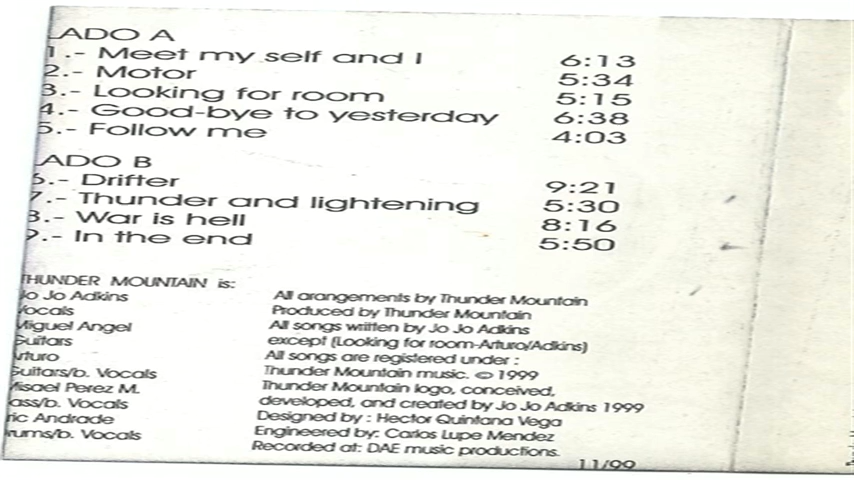 LADO A
1.- Meet my self and I 6:13
2.- Motor 5:34
3.- Looking for room 5:15
4.- Good-bye to yesterday 6:38
5.- Follow me 4:03
LADO B
6.- Drifter 9:21
7.- Thunder and lightening 5:30
8.- War is hell 8:16
9.- In the end 5:50
THUNDER MOUNTAIN is:
Jo Jo Adkins
Vocals
Miguel Angel
Guitars
Arturo
Guitars/b. Vocals
Misael Perez M.
Bass/b. Vocals
Eric Andrade
Drums/b. Vocals
All arangements by Thunder Mountain
Produced by Thunder Mountain
All songs written by Jo Jo Adkins
except (Looking for room-Arturo/Adkins)
All songs are registered under :
Thunder Mountain music. © 1999
Thunder Mountain logo, conceived,
developed, and created by Jo Jo Adkins 1999
Designed by : Hector Quintana Vega
Engineered by: Carlos Lupe Mendez
Recorded at: DAE music productions.
11/99